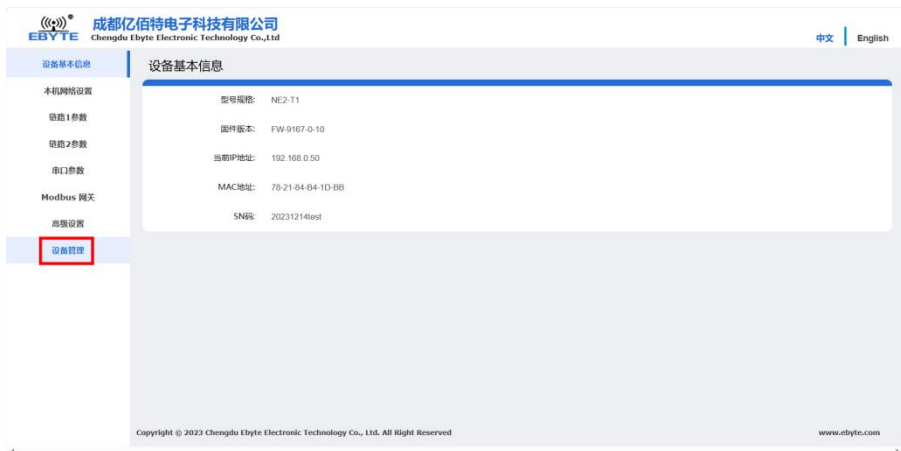 成都亿佰特电子科技有限公司
EBYTE Chengdu Ebyte Electronic Technology Co.,Ltd
中文 English
设备基本信息
本机网络设置
链路1参数
链路2参数
串口参数
Modbus 网关
高级设置
设备管理
设备基本信息
型号规格: NE2-T1
固件版本: FW-9167-0-10
当前IP地址: 192.168.0.50
MAC地址: 78-21-84-B4-1D-BB
SN码: 20231214test
Copyright © 2023 Chengdu Ebyte Electronic Technology Co., Ltd. All Right Reserved
www.ebyte.com